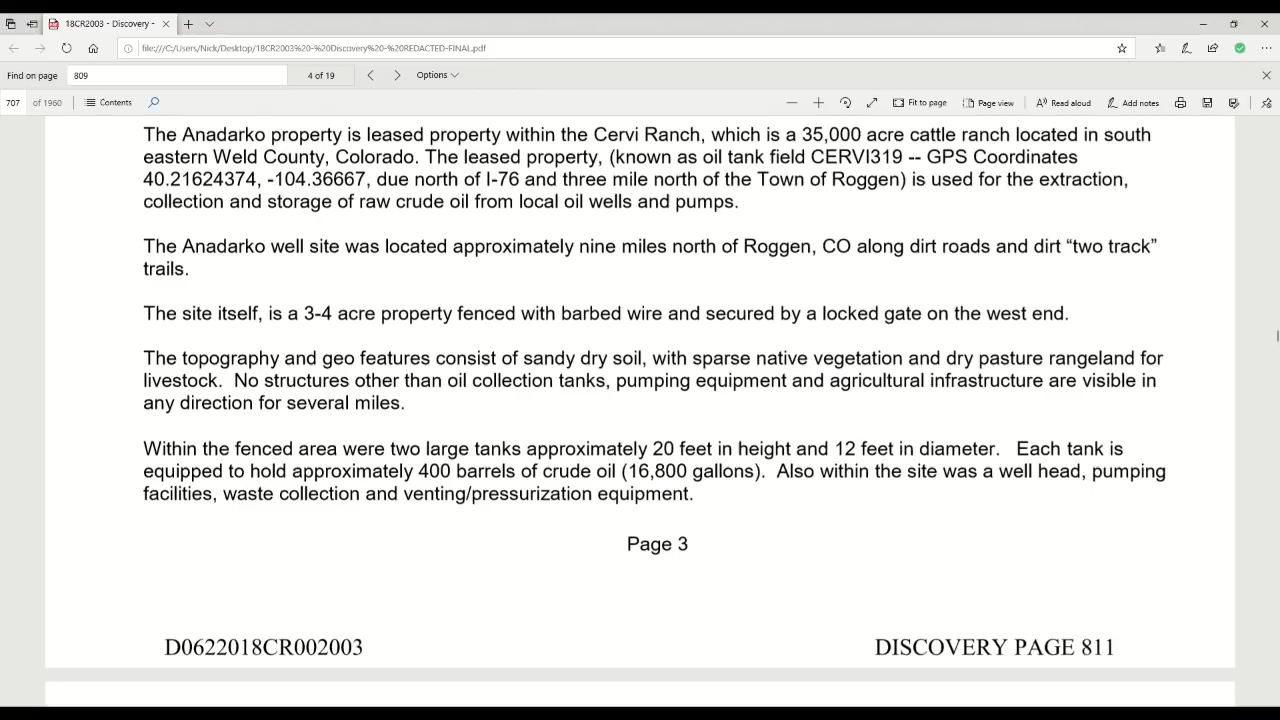 18CR2003 - Discovery -
file:///C:/Users/Nick/Desktop/18CR2003%20-%20Discovery%20-%20REDACTED-FINAL.pdf
Find on page 809 4 of 19 Options
707 of 1960 Contents Fit to page Page view Read aloud Add notes
The Anadarko property is leased property within the Cervi Ranch, which is a 35,000 acre cattle ranch located in south
eastern Weld County, Colorado. The leased property, (known as oil tank field CERVI319 -- GPS Coordinates
40.21624374, -104.36667, due north of I-76 and three mile north of the Town of Roggen) is used for the extraction,
collection and storage of raw crude oil from local oil wells and pumps.
The Anadarko well site was located approximately nine miles north of Roggen, CO along dirt roads and dirt “two track”
trails.
The site itself, is a 3-4 acre property fenced with barbed wire and secured by a locked gate on the west end.
The topography and geo features consist of sandy dry soil, with sparse native vegetation and dry pasture rangeland for
livestock. No structures other than oil collection tanks, pumping equipment and agricultural infrastructure are visible in
any direction for several miles.
Within the fenced area were two large tanks approximately 20 feet in height and 12 feet in diameter. Each tank is
equipped to hold approximately 400 barrels of crude oil (16,800 gallons). Also within the site was a well head, pumping
facilities, waste collection and venting/pressurization equipment.
Page 3
D0622018CR002003 DISCOVERY PAGE 811